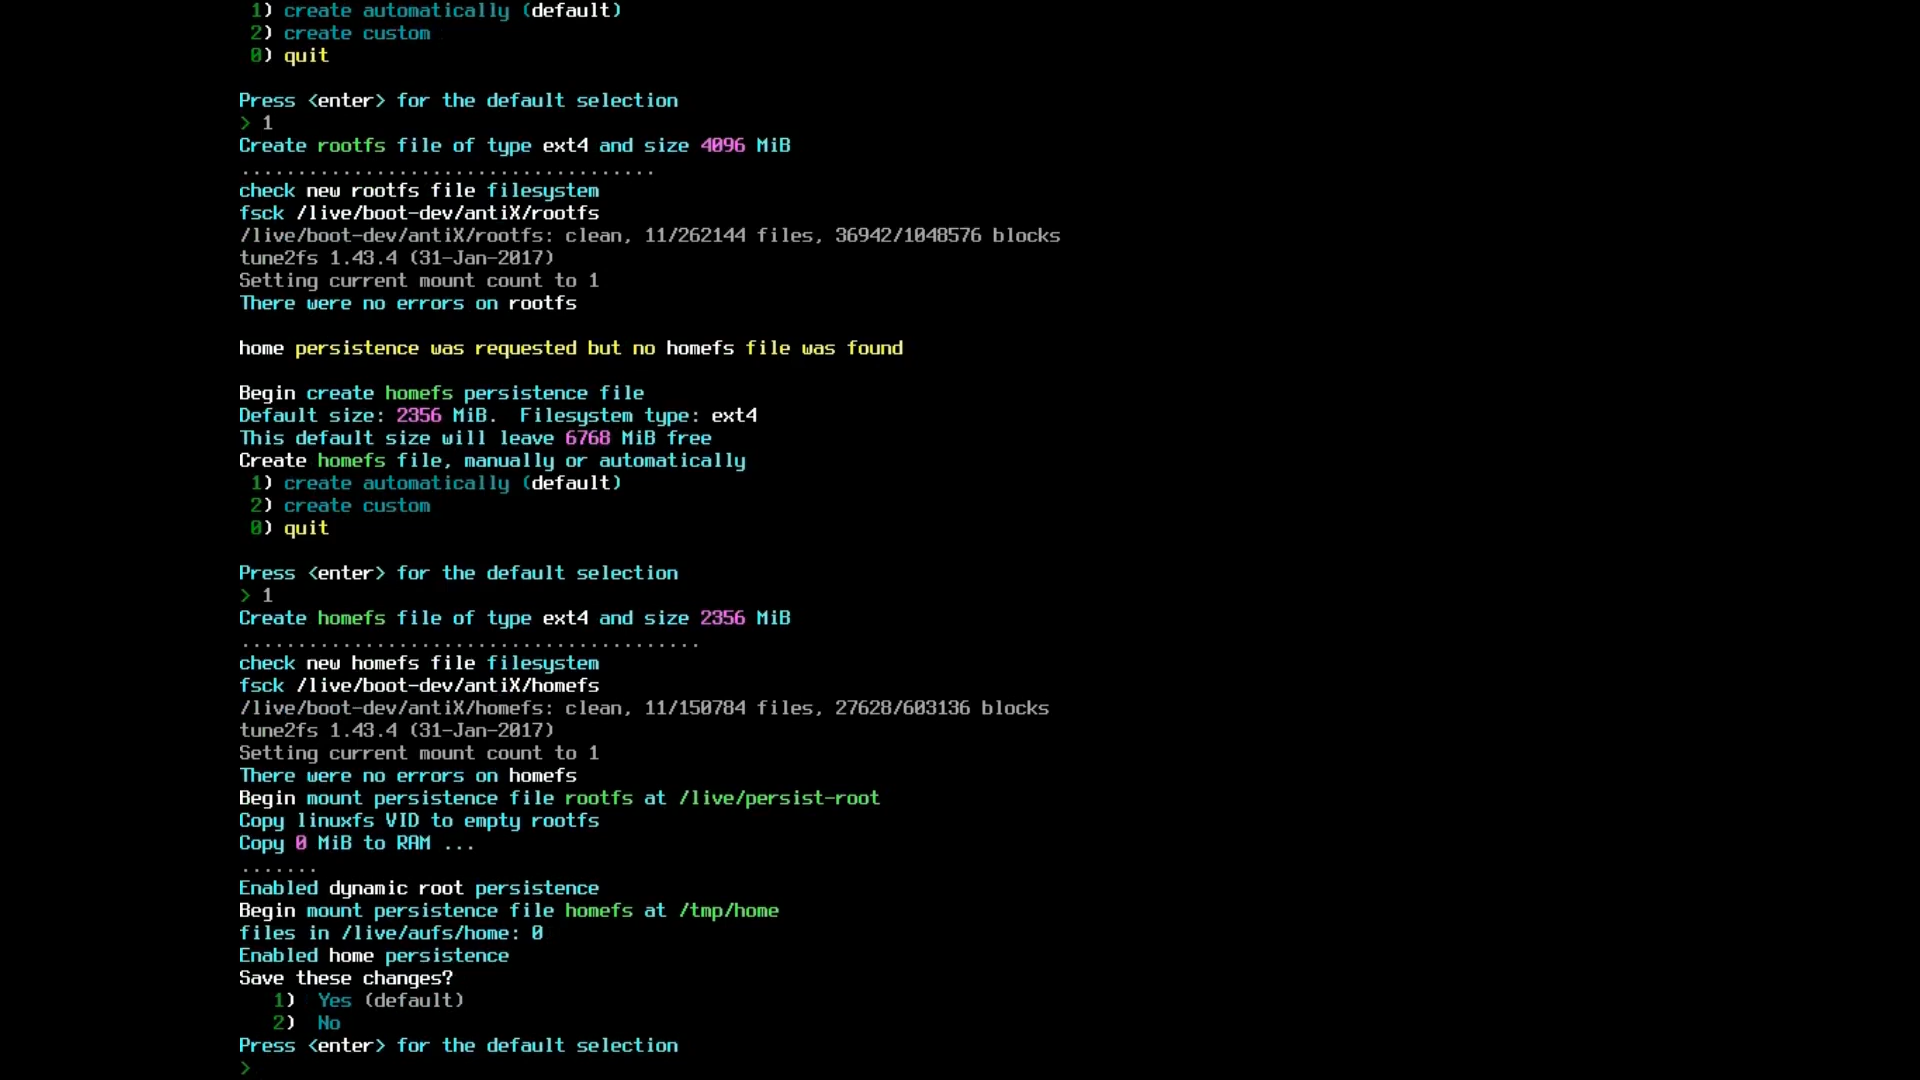 1) create automatically (default)
2) create custom
0) quit
Press <enter> for the default selection
> 1
Create rootfs file of type ext4 and size 4096 MiB
.....................................
check new rootfs file filesystem
fsck /live/boot-dev/antiX/rootfs
/live/boot-dev/antiX/rootfs: clean, 11/262144 files, 36942/1048576 blocks
tune2fs 1.43.4 (31-Jan-2017)
Setting current mount count to 1
There were no errors on rootfs
home persistence was requested but no homefs file was found
Begin create homefs persistence file
Default size: 2356 MiB.  Filesystem type: ext4
This default size will leave 6768 MiB free
Create homefs file, manually or automatically
1) create automatically (default)
2) create custom
0) quit
Press <enter> for the default selection
> 1
Create homefs file of type ext4 and size 2356 MiB
.........................................
check new homefs file filesystem
fsck /live/boot-dev/antiX/homefs
/live/boot-dev/antiX/homefs: clean, 11/150784 files, 27628/603136 blocks
tune2fs 1.43.4 (31-Jan-2017)
Setting current mount count to 1
There were no errors on homefs
Begin mount persistence file rootfs at /live/persist-root
Copy linuxfs VID to empty rootfs
Copy 0 MiB to RAM ...
.......
Enabled dynamic root persistence
Begin mount persistence file homefs at /tmp/home
files in /live/aufs/home: 0
Enabled home persistence
Save these changes?
1)  Yes (default)
2)  No
Press <enter> for the default selection
>